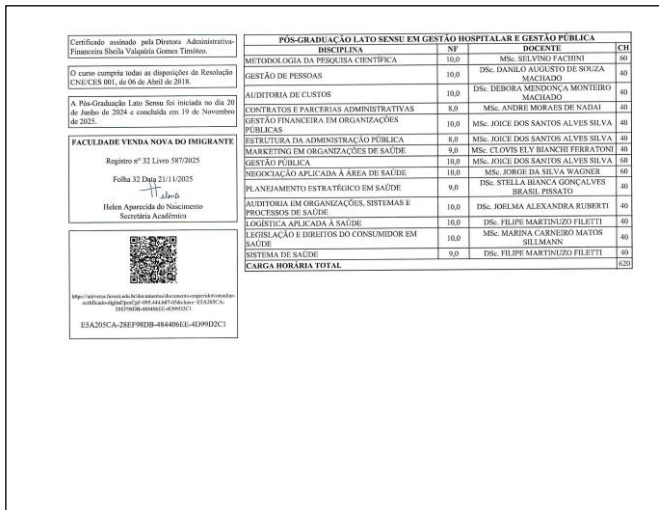 Certificado assinado pela Diretora Administrativa-
Financeira Sheila Valquíria Gomes Timóteo.
O curso cumpriu todas as disposições da Resolução
CNE/CES 001, de 06 de Abril de 2018.
A Pós-Graduação Lato Sensu foi iniciada no dia 20
de Junho de 2024 e concluída em 19 de Novembro
de 2025.
FACULDADE VENDA NOVA DO IMIGRANTE
Registro nº 32 Livro 587/2025
Folha 32 Data 21/11/2025
Helen Aparecida do Nascimento
Secretária Acadêmica
E5A205CA-28EF98DB-484406EE-4D99D2C1
PÓS-GRADUAÇÃO LATO SENSU EM GESTÃO HOSPITALAR E GESTÃO PÚBLICA
DISCIPLINA NF DOCENTE CH
METODOLOGIA DA PESQUISA CIENTÍFICA 10,0 MSc. SELVINO FACHINI 60
GESTÃO DE PESSOAS 10,0 DSc. DANILO AUGUSTO DE SOUZA MACHADO 40
AUDITORIA DE CUSTOS 10,0 DSc. DEBORA MENDONÇA MONTEIRO MACHADO 40
CONTRATOS E PARCERIAS ADMINISTRATIVAS 8,0 MSc. ANDRE MORAES DE NADAI 40
GESTÃO FINANCEIRA EM ORGANIZAÇÕES PÚBLICAS 10,0 MSc. JOICE DOS SANTOS ALVES SILVA 40
ESTRUTURA DA ADMINISTRAÇÃO PÚBLICA 8,0 MSc. JOICE DOS SANTOS ALVES SILVA 40
MARKETING EM ORGANIZAÇÕES DE SAÚDE 9,0 MSc. CLOVIS ELY BIANCHI FERRATONI 40
GESTÃO PÚBLICA 10,0 MSc. JOICE DOS SANTOS ALVES SILVA 60
NEGOCIAÇÃO APLICADA À ÁREA DE SAÚDE 10,0 MSc. JORGE DA SILVA WAGNER 60
PLANEJAMENTO ESTRATÉGICO EM SAÚDE 9,0 DSc. STELLA BIANCA GONÇALVES BRASIL PISSATO 40
AUDITORIA EM ORGANIZAÇÕES, SISTEMAS E PROCESSOS DE SAÚDE 10,0 DSc. JOELMA ALEXANDRA RUBERTI 40
LOGÍSTICA APLICADA À SAÚDE 10,0 DSc. FILIPE MARTINUZO FILETTI 40
LEGISLAÇÃO E DIREITOS DO CONSUMIDOR EM SAÚDE 10,0 MSc. MARINA CARNEIRO MATOS SILLMANN 40
SISTEMA DE SAÚDE 9,0 DSc. FILIPE MARTINUZO FILETTI 40
CARGA HORÁRIA TOTAL 620